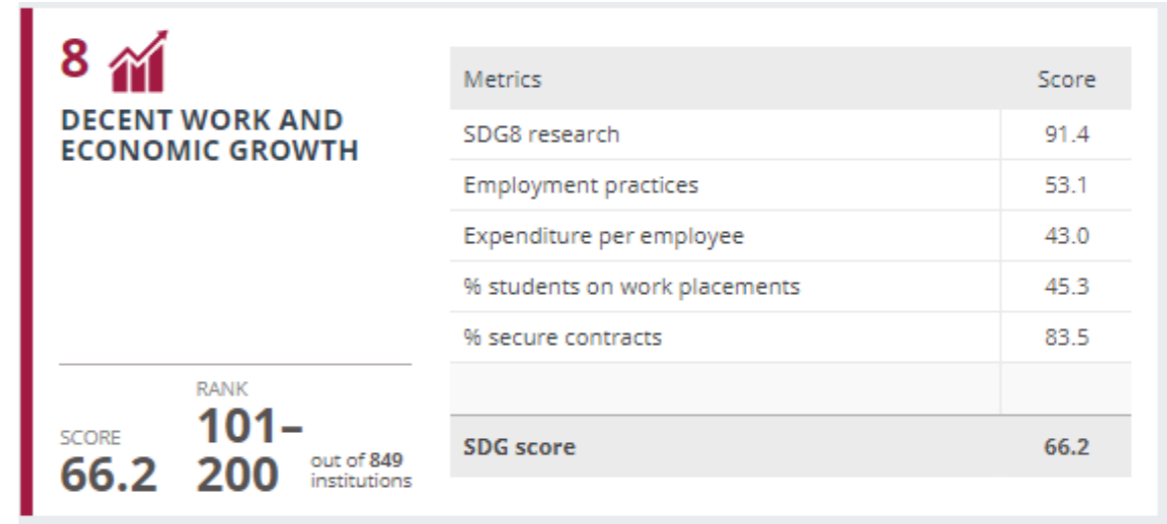 8
DECENT WORK AND
ECONOMIC GROWTH
SCORE
66.2
RANK
101–
200
out of 849
institutions
Metrics Score
SDG8 research 91.4
Employment practices 53.1
Expenditure per employee 43.0
% students on work placements 45.3
% secure contracts 83.5
SDG score 66.2